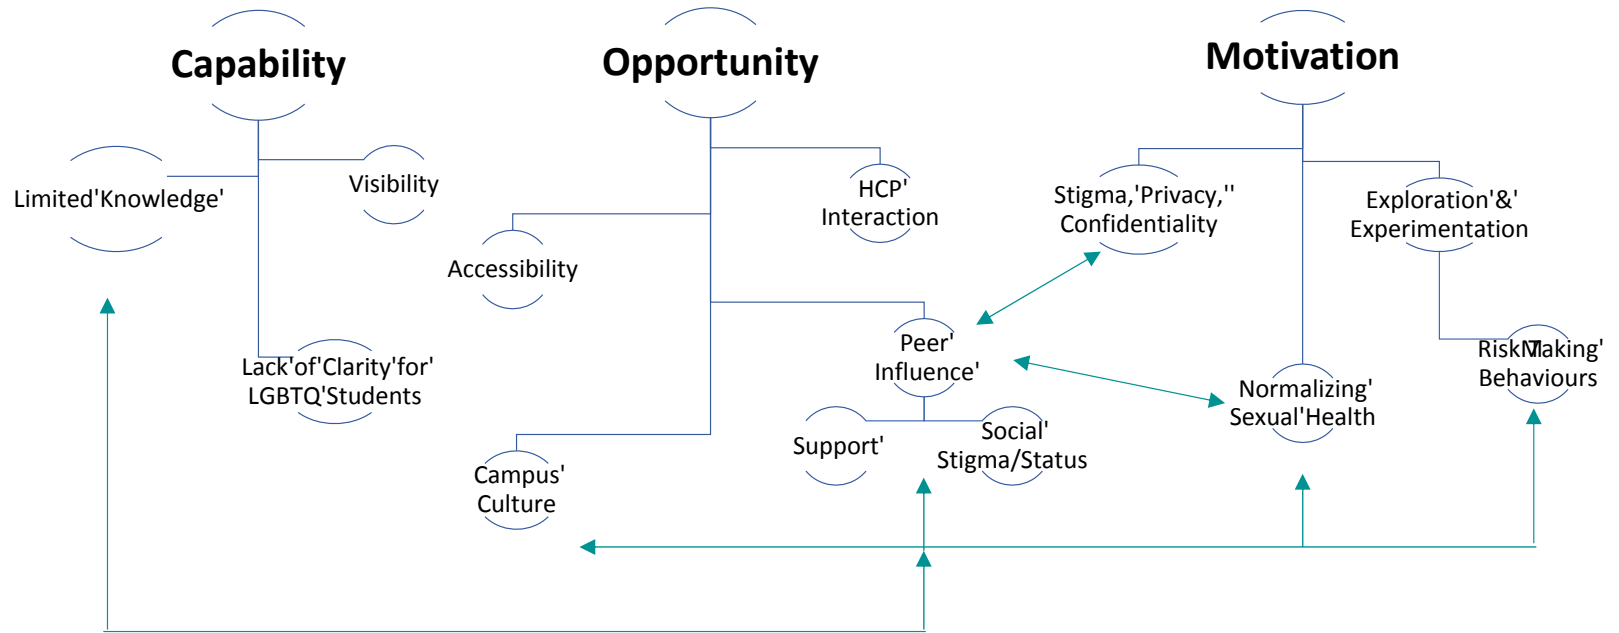 Capability
Opportunity
Motivation
Limited'Knowledge'
Visibility
Lack'of'Clarity'for'
LGBTQ'Students
HCP'
Interaction
Accessibility
Peer'
Influence'
Support'
Social'
Stigma/Status
Campus'
Culture
Stigma,'Privacy,''
Confidentiality
Exploration'&'
Experimentation
Normalizing'
Sexual'Health
Behaviours